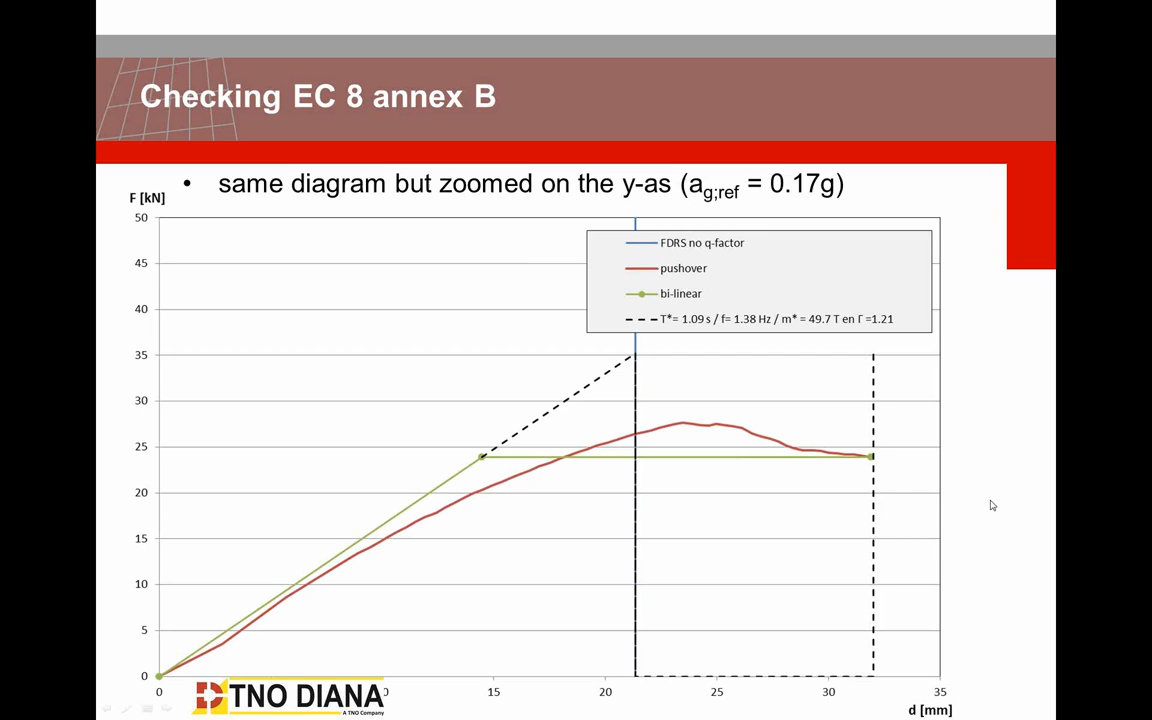 Checking EC 8 annex B
• same diagram but zoomed on the y-as (ag;ref = 0.17g)
F [kN]
50
45
40
35
30
25
20
15
10
5
0
FDRS no q-factor
pushover
bi-linear
T*= 1.09 s / f= 1.38 Hz / m* = 49.7 T en Γ =1.21
0 0 15 20 25 30 35
d [mm]
TNO DIANA
A TNO Company